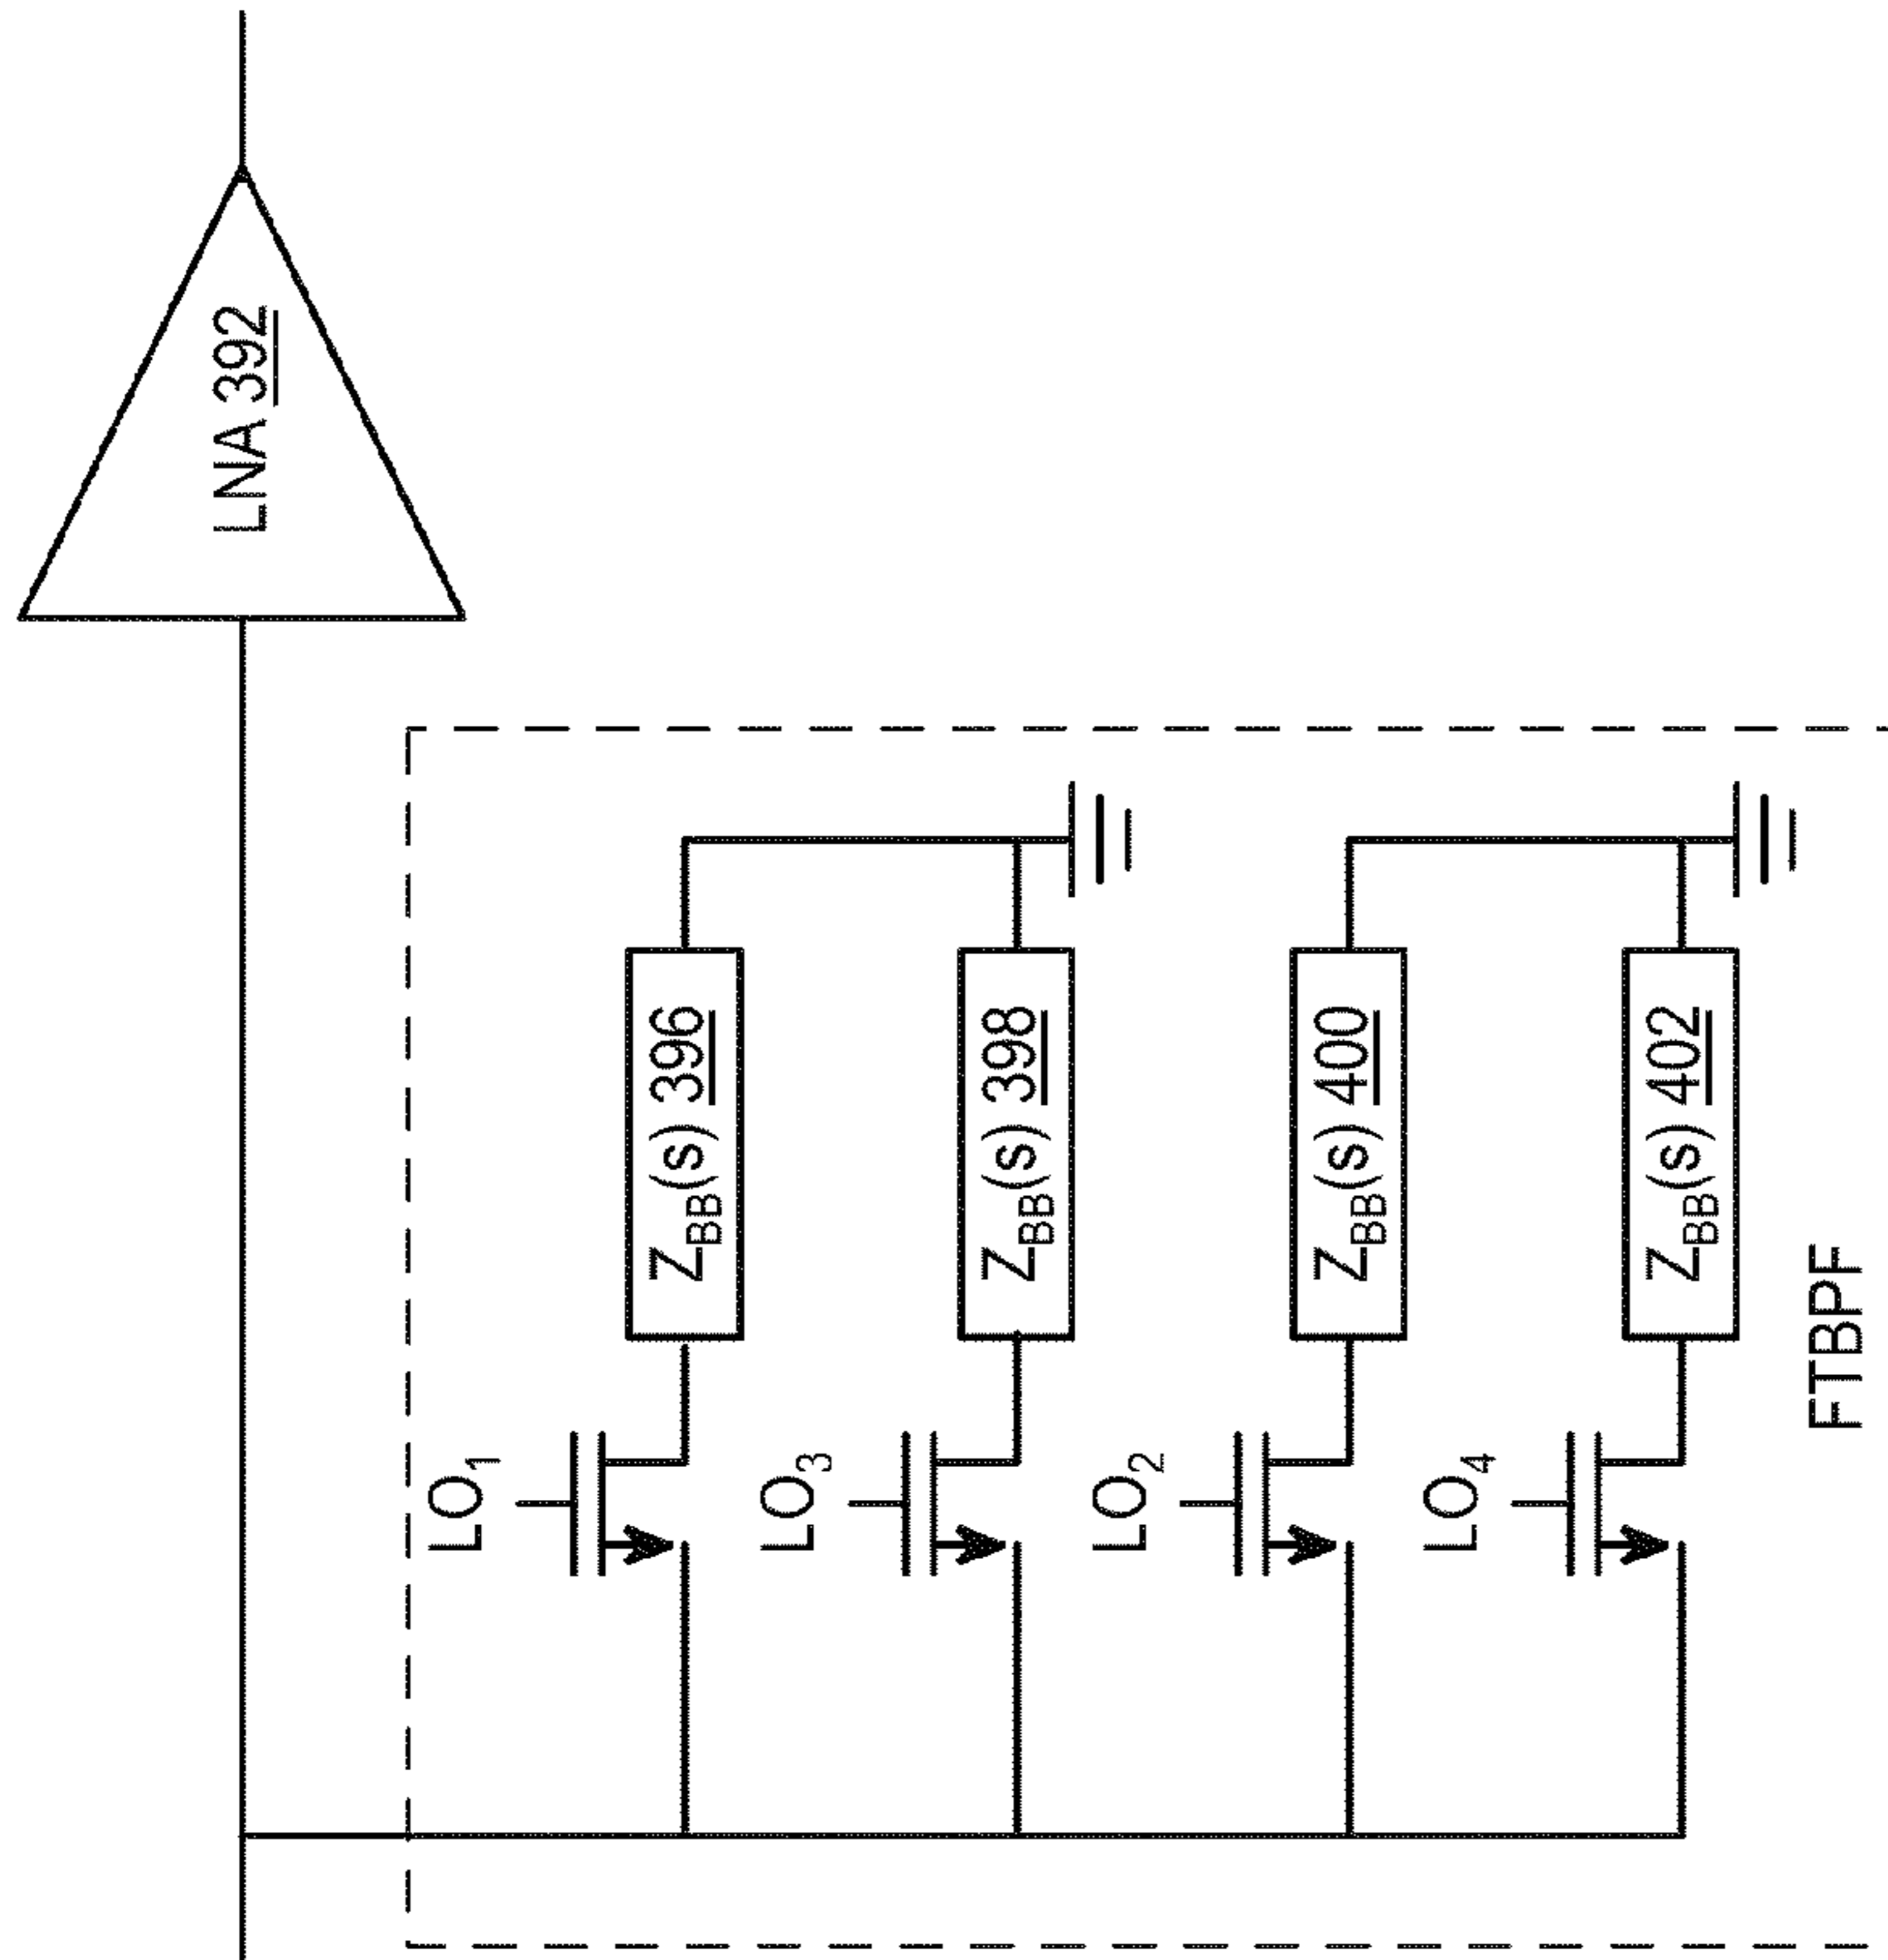 LNA 392
LO1
ZBB(s) 396
LO3
ZBB(s) 398
LO2
ZBB(s) 400
LO4
ZBB(s) 402
FTBPF